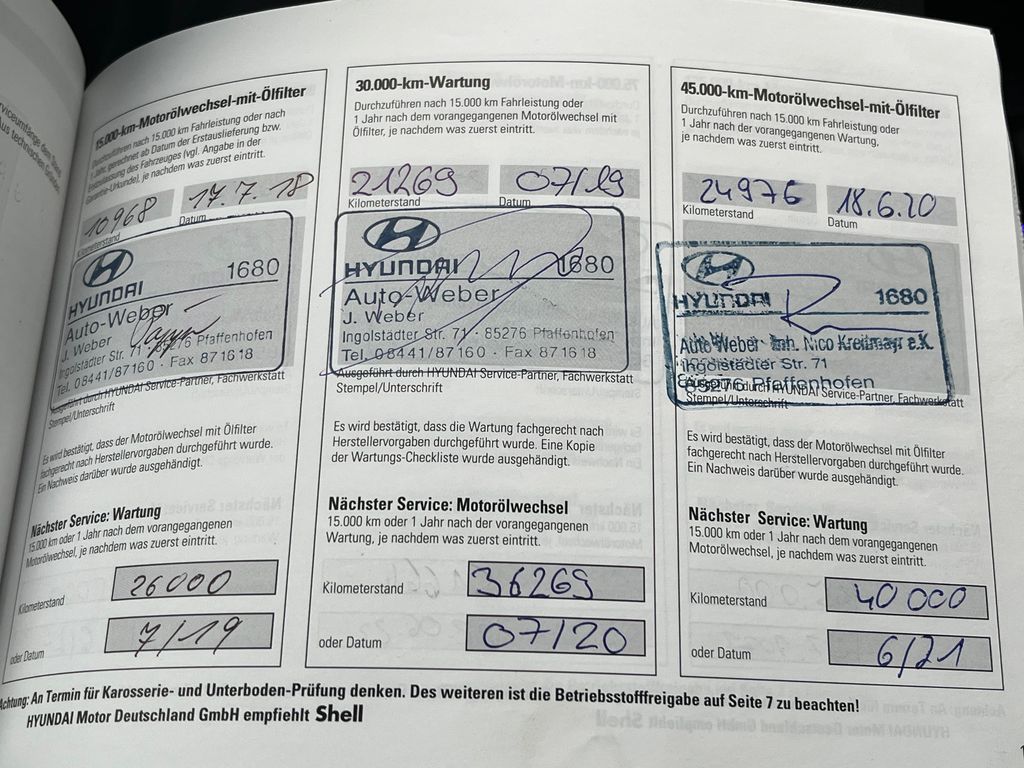 15.000-km-Motorölwechsel-mit-Ölfilter
Durchzuführen nach 15.000 km Fahrleistung oder nach
1 Jahr, gerechnet ab Datum der Erstauslieferung bzw.
Erstzulassung des Fahrzeuges (vgl. Angabe in der
Garantie-Urkunde), je nachdem was zuerst eintritt.
10968
17.7.18
Kilometerstand
Datum
HYUNDAI
1680
Auto-Weber
J. Weber
Ingolstädter Str. 71 · 85276 Pfaffenhofen
Tel. 08441/87160 · Fax 871618
Ausgeführt durch HYUNDAI Service-Partner, Fachwerkstatt
Stempel/Unterschrift
Es wird bestätigt, dass der Motorölwechsel mit Ölfilter
fachgerecht nach Herstellervorgaben durchgeführt wurde.
Ein Nachweis darüber wurde ausgehändigt.
Nächster Service: Wartung
15.000 km oder 1 Jahr nach dem vorangegangenen
Motorölwechsel, je nachdem was zuerst eintritt.
Kilometerstand
26000
oder Datum
7/19
30.000-km-Wartung
Durchzuführen nach 15.000 km Fahrleistung oder
1 Jahr nach dem vorangegangenen Motorölwechsel mit
Ölfilter, je nachdem was zuerst eintritt.
21269
07/19
Kilometerstand
Datum
HYUNDAI
1680
Auto-Weber
J. Weber
Ingolstädter Str. 71 · 85276 Pfaffenhofen
Tel. 08441/87160 · Fax 871618
Ausgeführt durch HYUNDAI Service-Partner, Fachwerkstatt
Stempel/Unterschrift
Es wird bestätigt, dass die Wartung fachgerecht nach
Herstellervorgaben durchgeführt wurde. Eine Kopie
der Wartungs-Checkliste wurde ausgehändigt.
Nächster Service: Motorölwechsel
15.000 km oder 1 Jahr nach der vorangegangenen
Wartung, je nachdem was zuerst eintritt.
Kilometerstand
36269
oder Datum
07/20
45.000-km-Motorölwechsel-mit-Ölfilter
Durchzuführen nach 15.000 km Fahrleistung oder
1 Jahr nach der vorangegangenen Wartung,
je nachdem was zuerst eintritt.
24976
18.6.20
Kilometerstand
Datum
HYUNDAI
1680
Auto Weber Inh. Nico Kreitmayr e.K.
Ingolstädter Str. 71
85276 Pfaffenhofen
Ausgeführt durch HYUNDAI Service-Partner, Fachwerkstatt
Stempel/Unterschrift
Es wird bestätigt, dass der Motorölwechsel mit Ölfilter
fachgerecht nach Herstellervorgaben durchgeführt wurde.
Ein Nachweis darüber wurde ausgehändigt.
Nächster Service: Wartung
15.000 km oder 1 Jahr nach dem vorangegangenen
Motorölwechsel, je nachdem was zuerst eintritt.
Kilometerstand
40 000
oder Datum
6/21
Achtung: An Termin für Karosserie- und Unterboden-Prüfung denken. Des weiteren ist die Betriebsstofffreigabe auf Seite 7 zu beachten!
HYUNDAI Motor Deutschland GmbH empfiehlt Shell